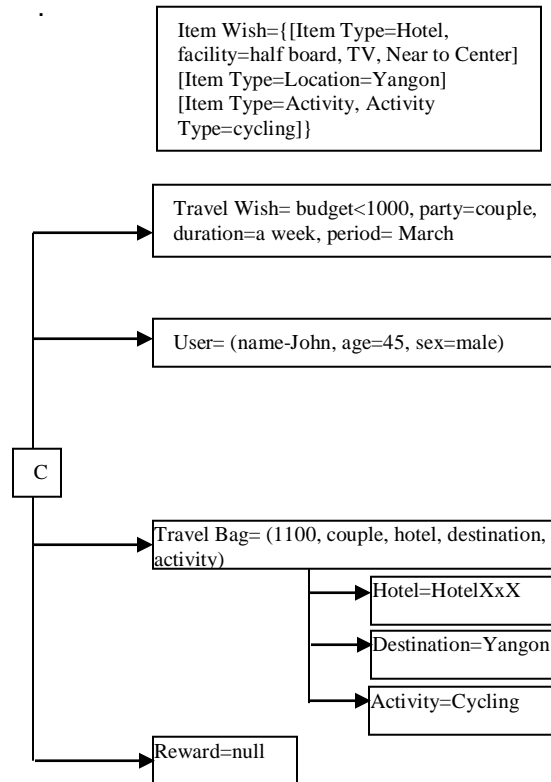 .
Item Wish={[Item Type=Hotel,
facility=half board, TV, Near to Center]
[Item Type=Location=Yangon]
[Item Type=Activity, Activity
Type=cycling]}
Travel Wish= budget<1000, party=couple,
duration=a week, period= March
User= (name-John, age=45, sex=male)
C
Travel Bag= (1100, couple, hotel, destination,
activity)
Hotel=HotelXxX
Destination=Yangon
Activity=Cycling
Reward=null